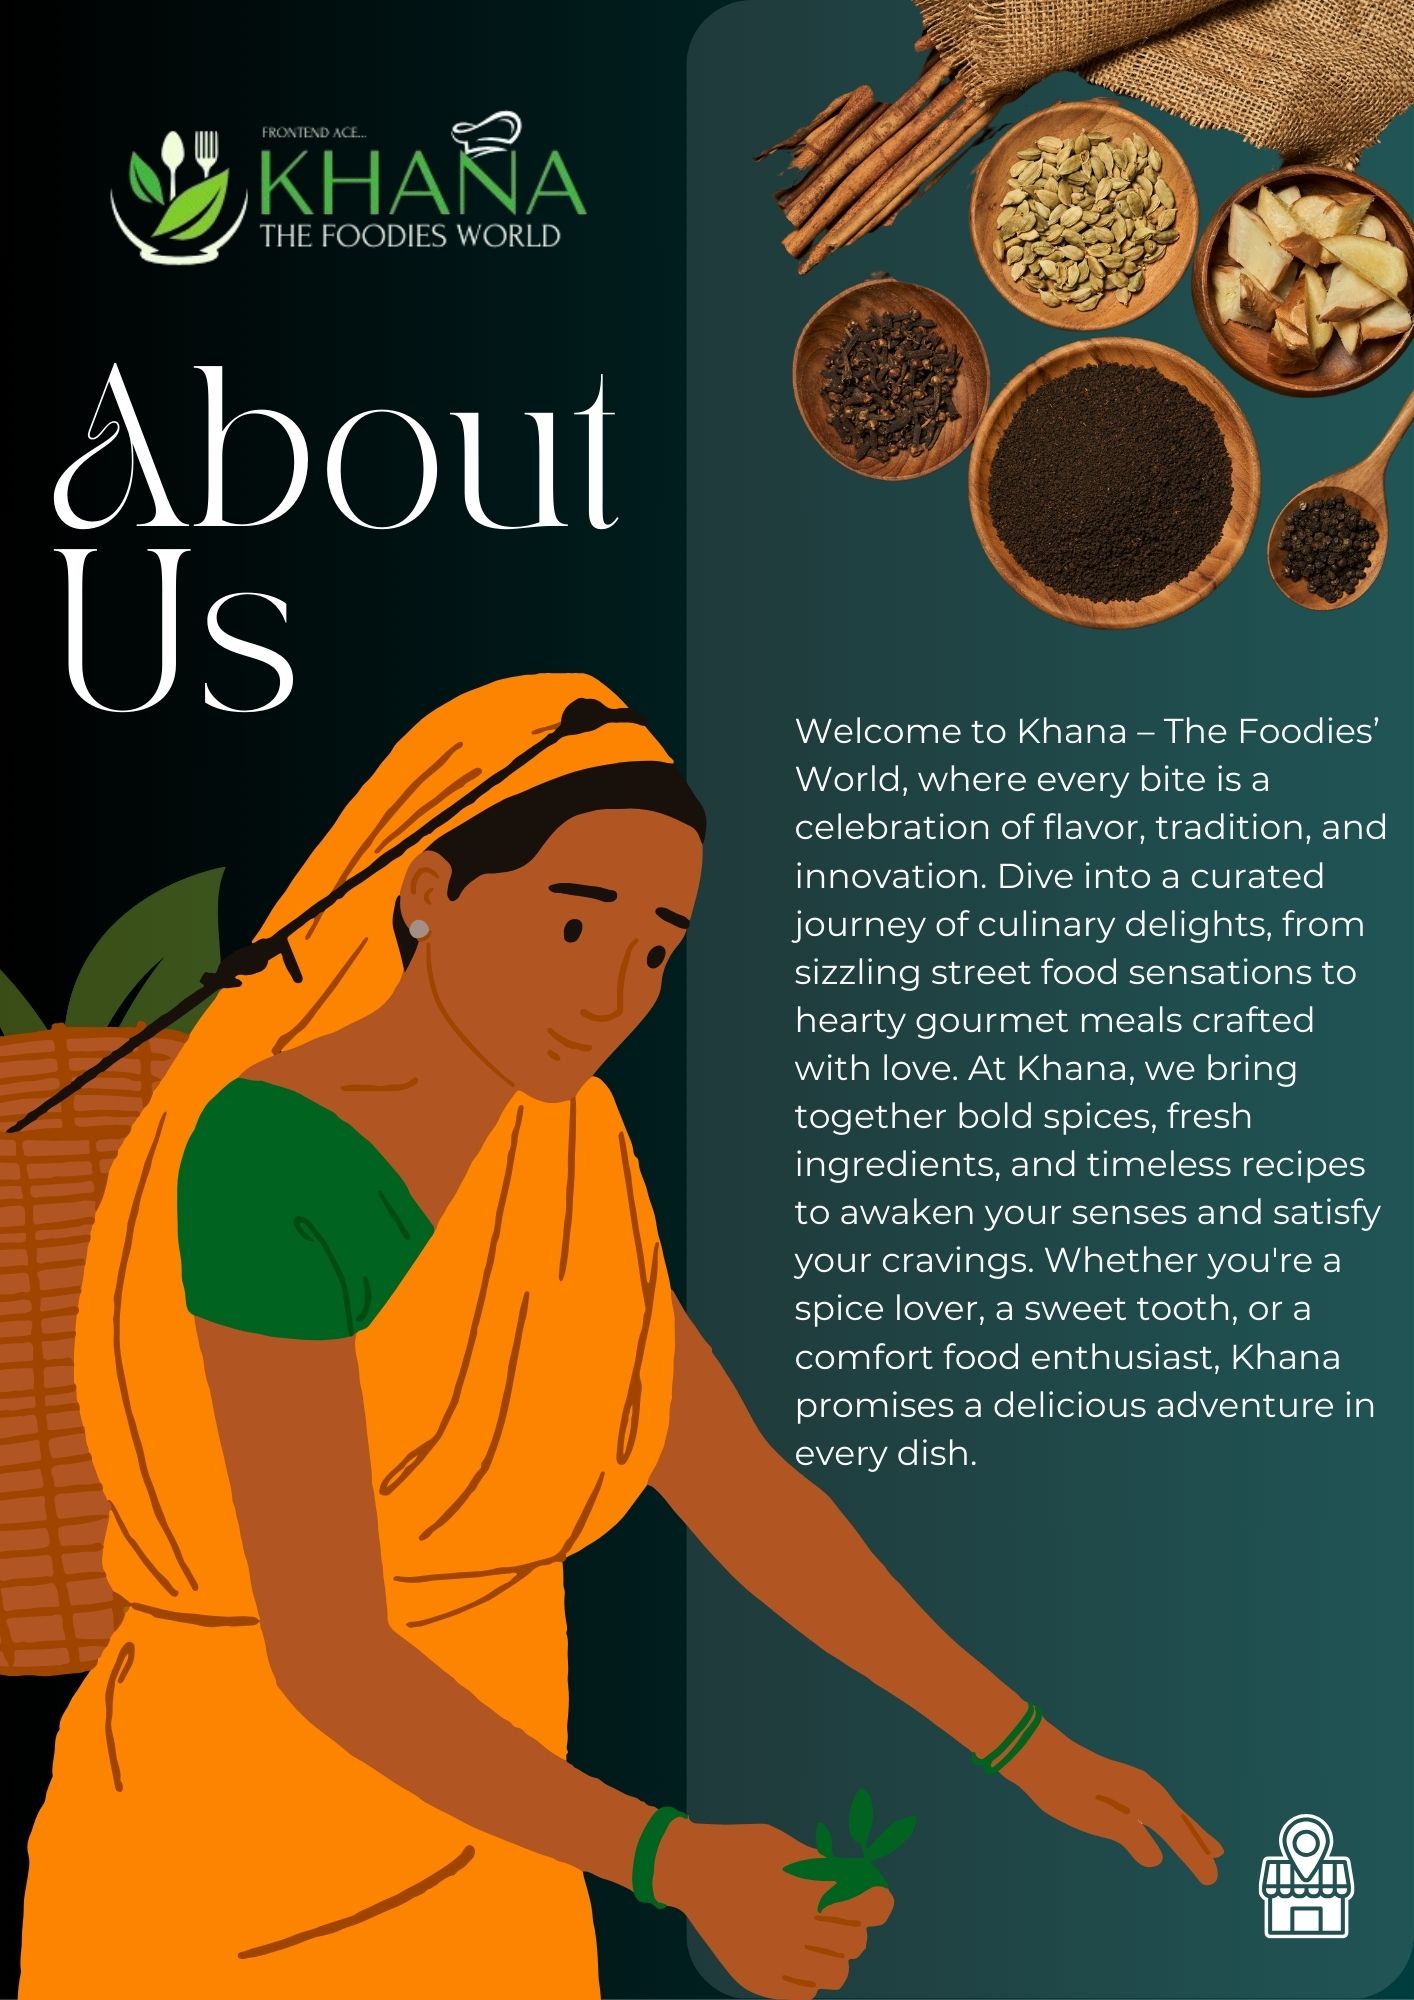 FRONTEND ACE...
KHANA
THE FOODIES WORLD
About
Us
Welcome to Khana – The Foodies’
World, where every bite is a
celebration of flavor, tradition, and
innovation. Dive into a curated
journey of culinary delights, from
sizzling street food sensations to
hearty gourmet meals crafted
with love. At Khana, we bring
together bold spices, fresh
ingredients, and timeless recipes
to awaken your senses and satisfy
your cravings. Whether you're a
spice lover, a sweet tooth, or a
comfort food enthusiast, Khana
promises a delicious adventure in
every dish.